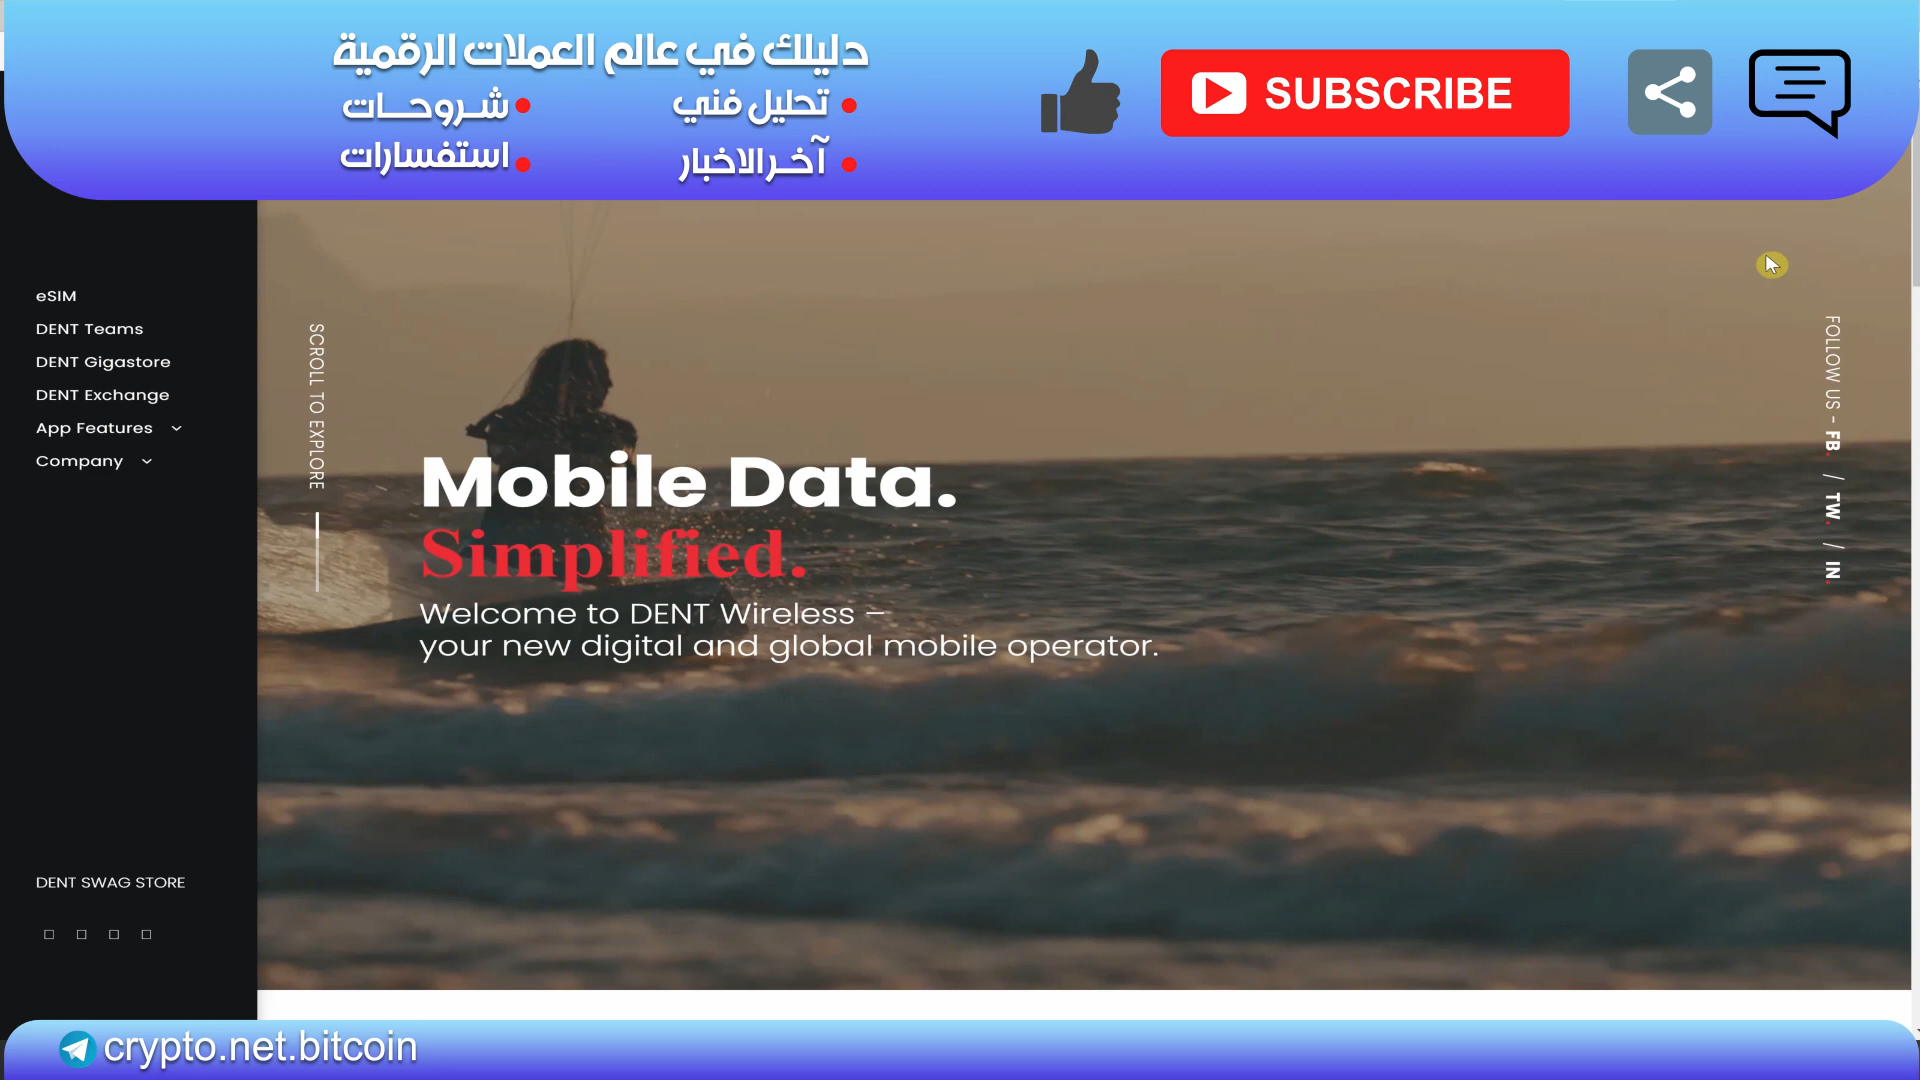 دليلك في عالم العملات الرقمية
تحليل فني
شروحات
آخر الاخبار
استفسارات
SUBSCRIBE
eSIM
DENT Teams
DENT Gigastore
DENT Exchange
App Features
Company
DENT SWAG STORE
SCROLL TO EXPLORE
Mobile Data.
Simplified.
Welcome to DENT Wireless –
your new digital and global mobile operator.
FOLLOW US - FB. / TW. / IN.
crypto.net.bitcoin